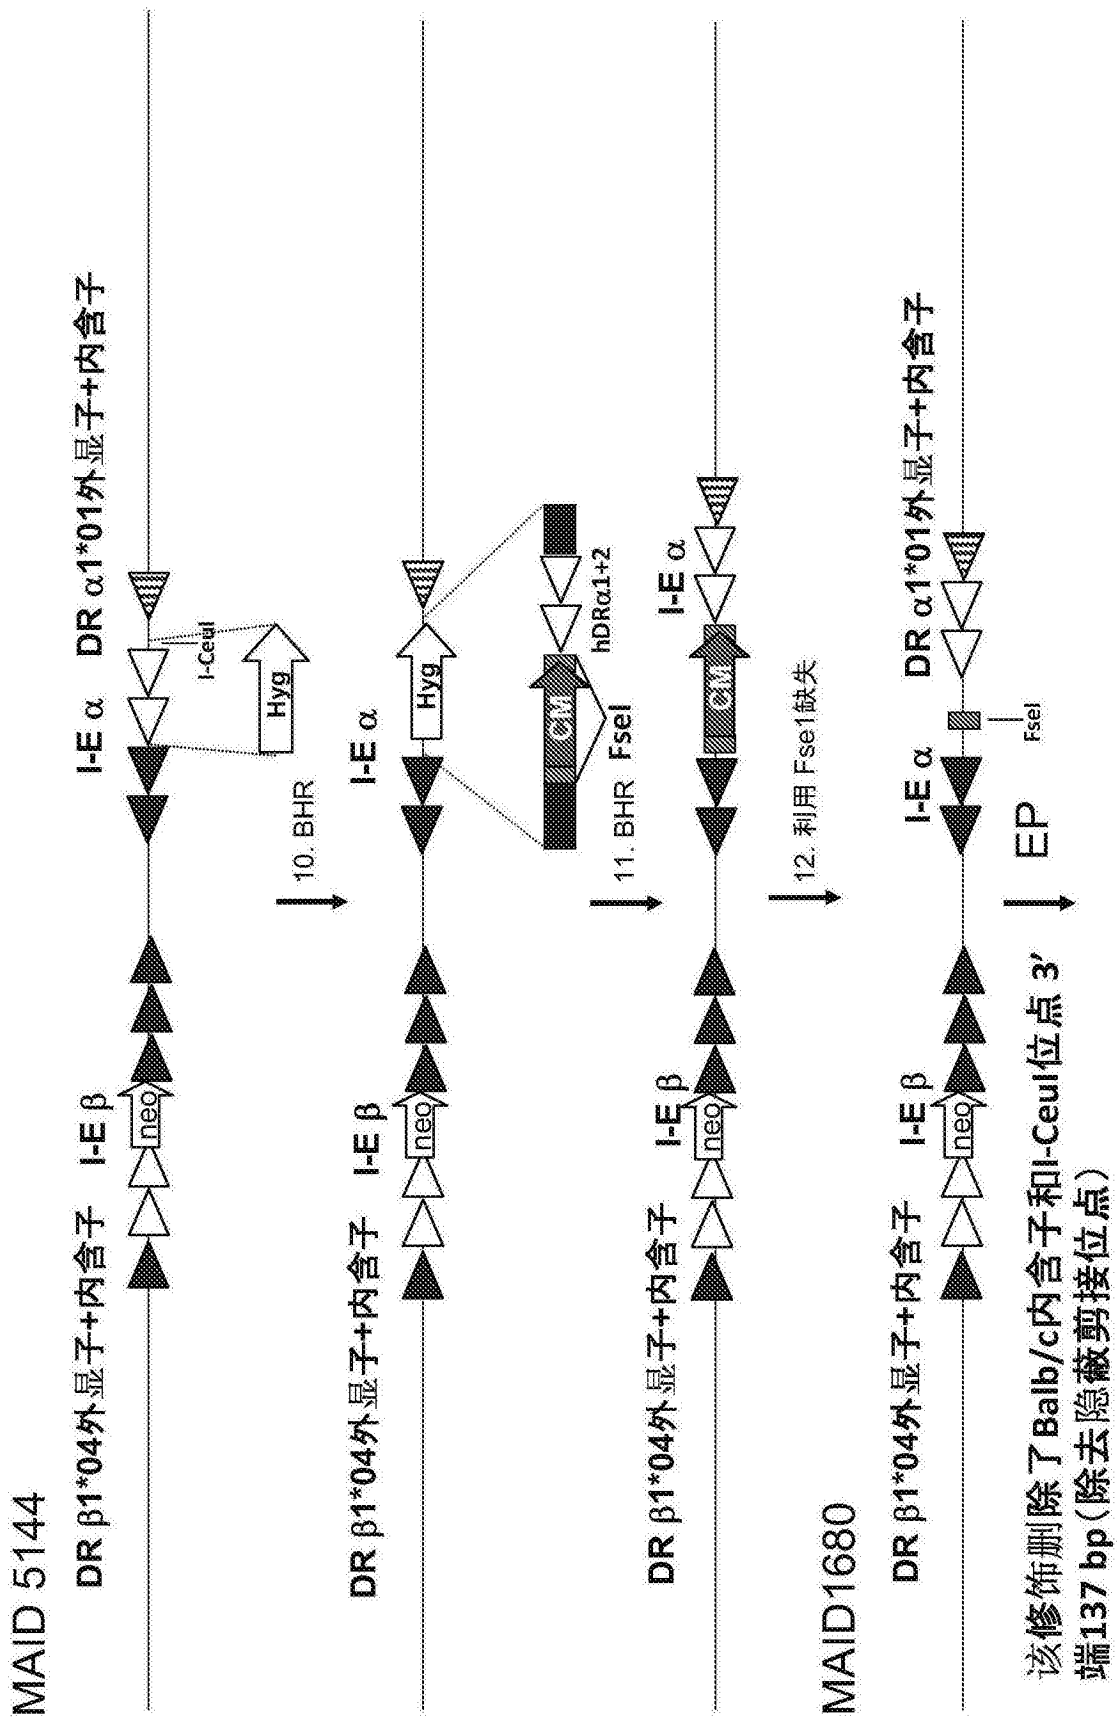 MAID 5144
DR β1*04外显子+内含子
I-E β
I-E α
DR α1*01外显子+内含子
neo
I-CeuI
Hyg
10. BHR
DR β1*04外显子+内含子
I-E β
I-E α
neo
Hyg
CM
hDRα1+2
FseI
11. BHR
DR β1*04外显子+内含子
I-E β
I-E α
neo
CM
12. 利用 Fse1缺失
MAID1680
DR β1*04外显子+内含子
I-E β
I-E α
DR α1*01外显子+内含子
neo
FseI
EP
该修饰删除了Balb/c内含子和I-CeuI位点 3’
端137 bp(除去隐蔽剪接位点)